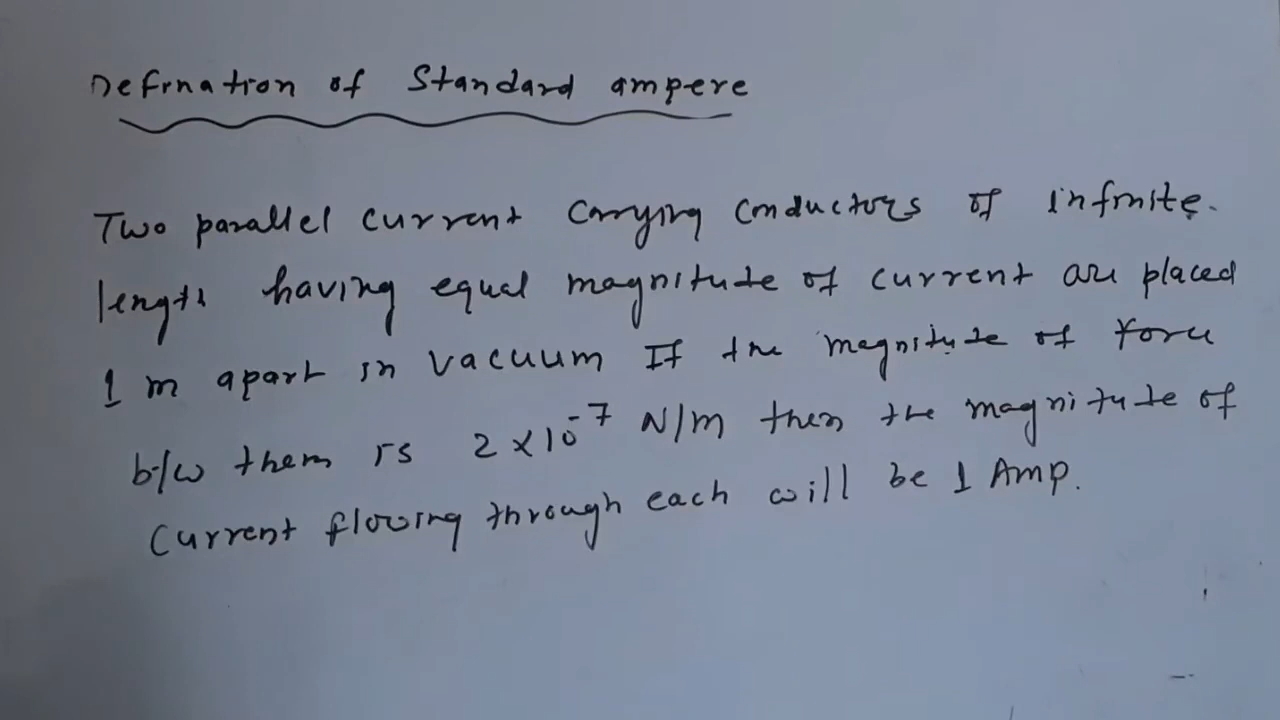 Defination of Standard ampere
Two parallel current carrying conductors of infinite.
length having equal magnitude of current are placed
1 m apart in vacuum If the magnitude of force
b/w them is 2 x 10⁻⁷ N/m then the magnitude of
Current flowing through each will be 1 Amp.